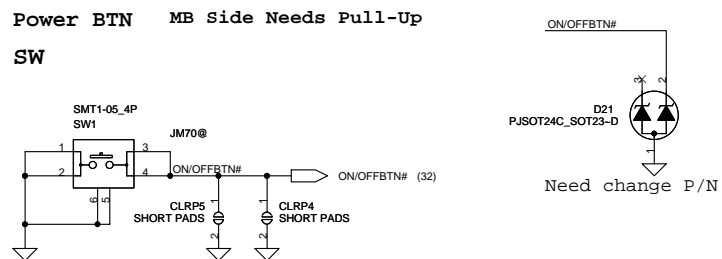 Power BTN MB Side Needs Pull-Up
SW
SMT1-05_4P
SW1
JM70@
1
3
2
4
6
5
ON/OFFBTN#
ON/OFFBTN# (32)
CLRP5
SHORT PADS
1
2
CLRP4
SHORT PADS
1
2
ON/OFFBTN#
3
2
D21
PJSOT24C_SOT23~D
1
Need change P/N